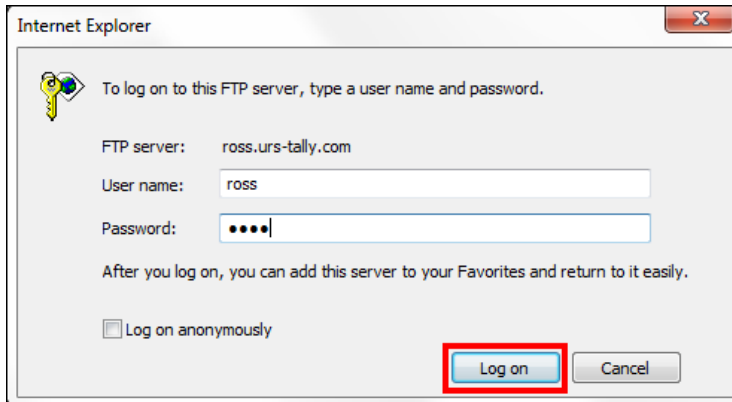 Internet Explorer
To log on to this FTP server, type a user name and password.
FTP server: ross.urs-tally.com
User name: ross
Password: ●●●●
After you log on, you can add this server to your Favorites and return to it easily.
Log on anonymously
Log on Cancel